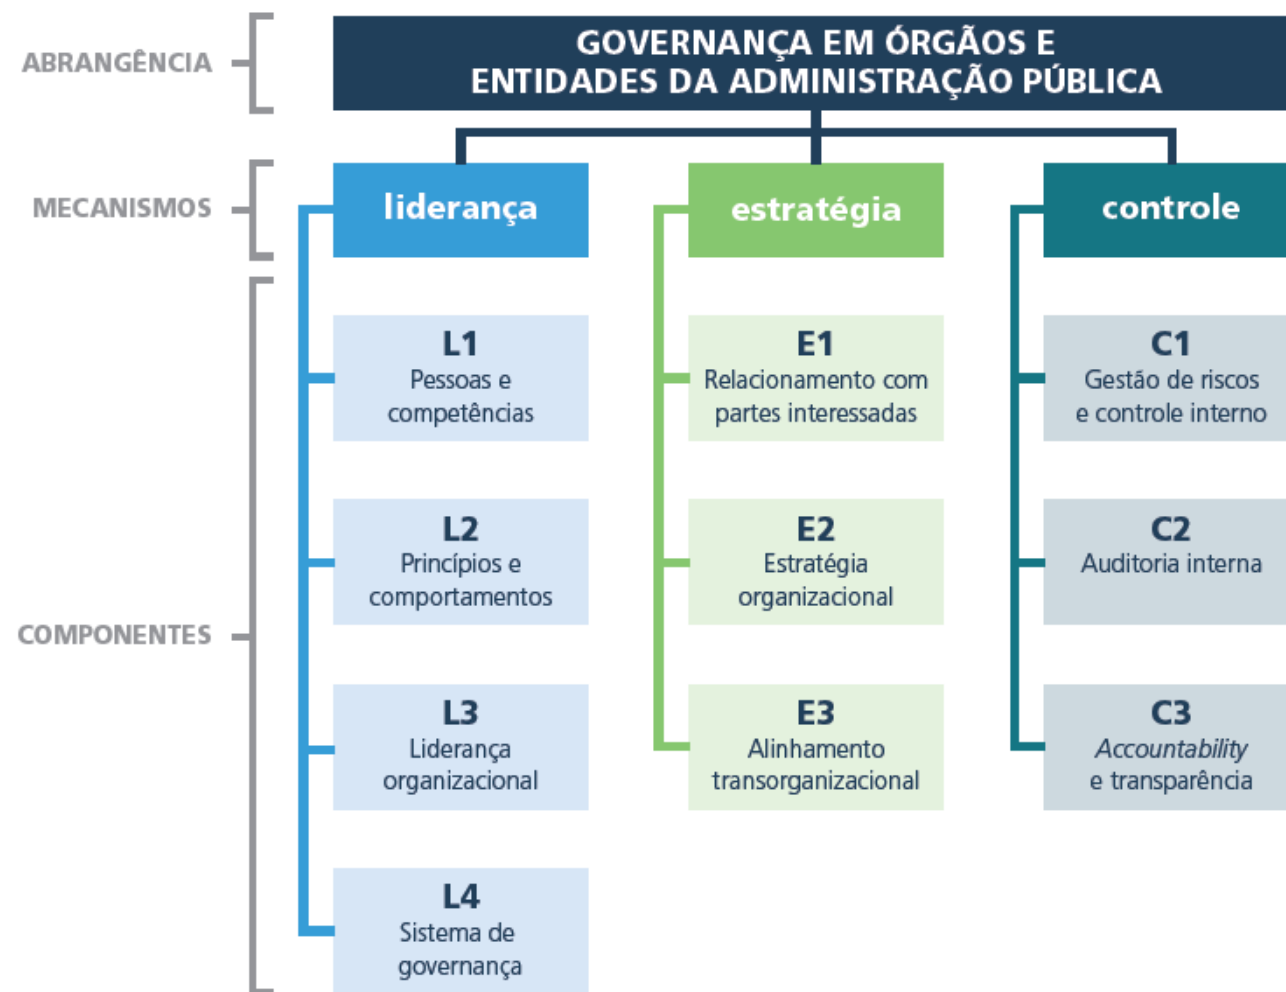 ABRANGÊNCIA
GOVERNANÇA EM ÓRGÃOS E
ENTIDADES DA ADMINISTRAÇÃO PÚBLICA
MECANISMOS
liderança
estratégia
controle
COMPONENTES
L1
Pessoas e
competências
L2
Princípios e
comportamentos
L3
Liderança
organizacional
L4
Sistema de
governança
E1
Relacionamento com
partes interessadas
E2
Estratégia
organizacional
E3
Alinhamento
transorganizacional
C1
Gestão de riscos
e controle interno
C2
Auditoria interna
C3
Accountability
e transparência